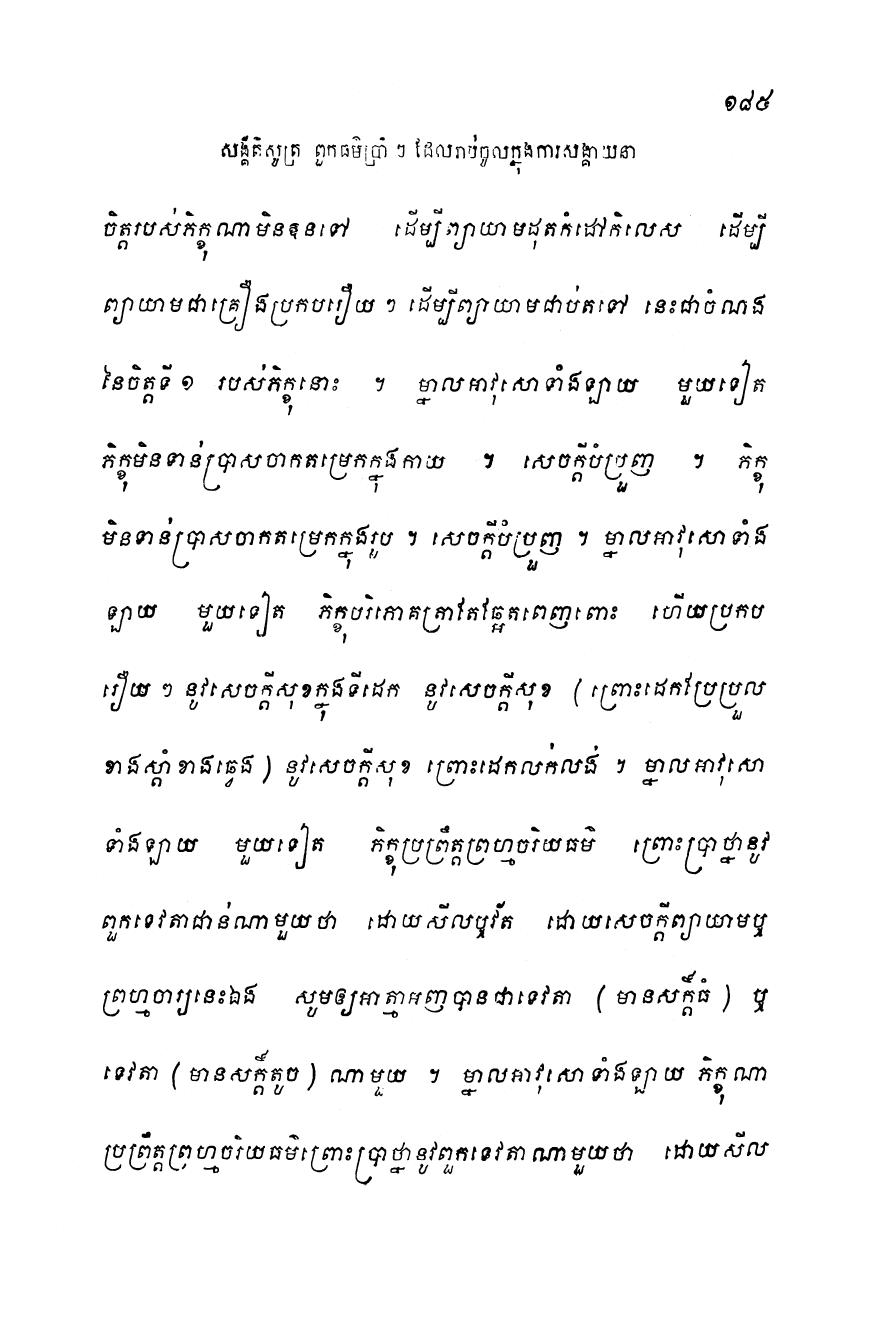 ១៨៥
សង្គីតិសូត្រ ពួកធម៌ប្រាំ ៗ ដែលរាប់ចូលក្នុងការសង្គាយនា
ចិត្តរបស់ភិក្ខុណាមិនឱនទៅ ដើម្បីព្យាយាមដុតកំដៅកិលេស ដើម្បី
ព្យាយាមជាគ្រឿងប្រកបរឿយ ៗ ដើម្បីព្យាយាមជាប់តទៅ នេះជាចំណង
នៃចិត្តទី ១ របស់ភិក្ខុនោះ ។ ម្នាលអាវុសោទាំងឡាយ មួយទៀត
ភិក្ខុមិនទាន់ប្រាសចាកតម្រេកក្នុងកាយ ។ សេចក្តីបំប្រួញ ។ ភិក្ខុ
មិនទាន់ប្រាសចាកតម្រេកក្នុងរូប ។ សេចក្តីបំប្រួញ ។ ម្នាលអាវុសោទាំង
ឡាយ មួយទៀត ភិក្ខុបរិភោគត្រាតែឆ្អែតពេញពោះ ហើយប្រកប
រឿយ ៗ នូវសេចក្តីសុខក្នុងទីដេក នូវសេចក្តីសុខ (ព្រោះដេកប្រែប្រួល
ខាងស្តាំខាងឆ្វេង) នូវសេចក្តីសុខ ព្រោះដេកលក់លង់ ។ ម្នាលអាវុសោ
ទាំងឡាយ មួយទៀត ភិក្ខុប្រព្រឹត្តព្រហ្មចរិយធម៌ ព្រោះប្រាថ្នានូវ
ពួកទេវតាជាន់ណាមួយថា ដោយសីលឬវ័ត ដោយសេចក្តីព្យាយាមឬ
ព្រហ្មចារ្យនេះឯង សូមឲ្យអាត្មាអញបានជាទេវតា (មានសក្តិ៍ធំ) ឬ
ទេវតា (មានសក្តិ៍តូច) ណាមួយ ។ ម្នាលអាវុសោទាំងឡាយ ភិក្ខុណា
ប្រព្រឹត្តព្រហ្មចរិយធម៌ព្រោះប្រាថ្នានូវពួកទេវតាណាមួយថា ដោយសីល